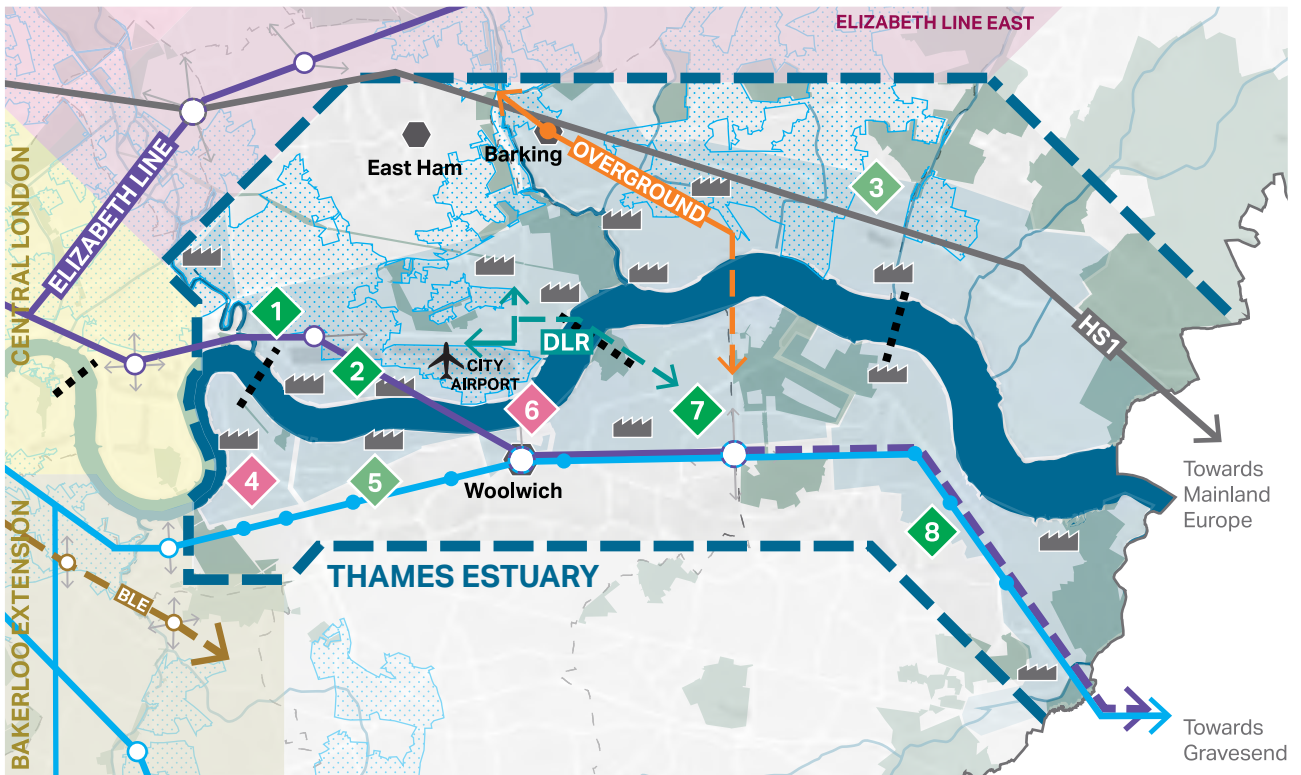 ELIZABETH LINE EAST
CENTRAL LONDON
ELIZABETH LINE
East Ham
Barking
OVERGROUND
3
1
2
DLR
CITY
AIRPORT
HS1
6
7
4
5
Woolwich
8
Towards
Mainland
Europe
BAKERLOO EXTENSION
BLE
THAMES ESTUARY
Towards
Gravesend